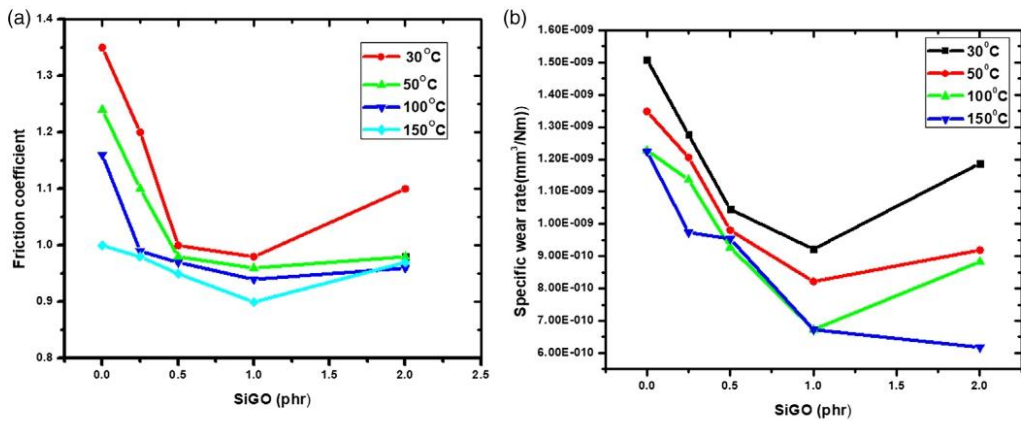 (a)
1.4
1.3
1.2
1.1
1.0
0.9
0.8
Friction coefficient
30°C
50°C
100°C
150°C
0.0 0.5 1.0 1.5 2.0 2.5
SiGO (phr)
(b)
1.60E-009
1.50E-009
1.40E-009
1.30E-009
1.20E-009
1.10E-009
1.00E-009
9.00E-010
8.00E-010
7.00E-010
6.00E-010
Specific wear rate(mm³/Nm))
30⁰C
50⁰C
100⁰C
150⁰C
0.0 0.5 1.0 1.5 2.0
SiGO (phr)